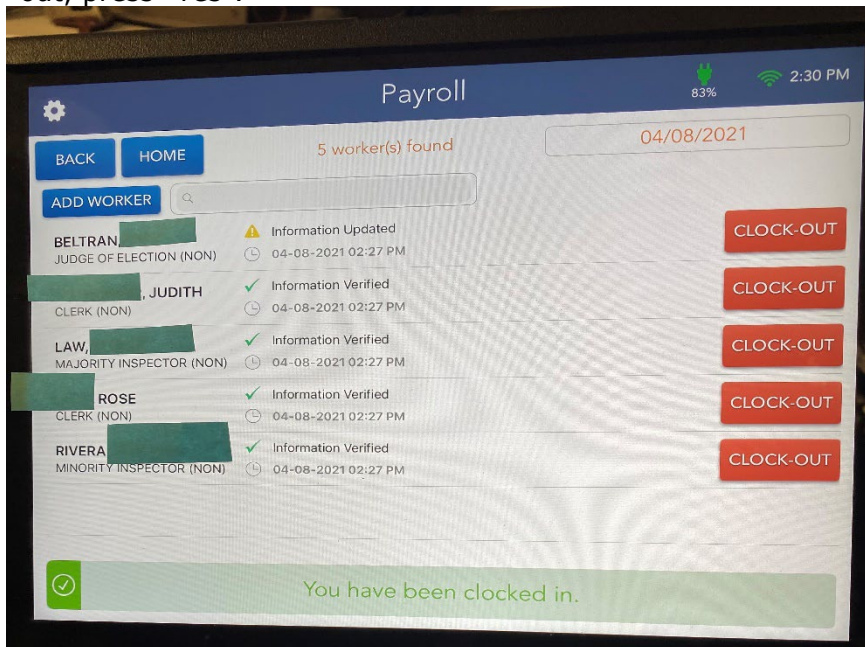 out, press "Yes".
Payroll
83%
2:30 PM
BACK
HOME
5 worker(s) found
04/08/2021
ADD WORKER
BELTRAN,
Information Updated
JUDGE OF ELECTION (NON)
04-08-2021 02:27 PM
CLOCK-OUT
, JUDITH
Information Verified
CLERK (NON)
04-08-2021 02:27 PM
CLOCK-OUT
LAW,
Information Verified
MAJORITY INSPECTOR (NON)
04-08-2021 02:27 PM
CLOCK-OUT
ROSE
Information Verified
CLERK (NON)
04-08-2021 02:27 PM
CLOCK-OUT
RIVERA
Information Verified
MINORITY INSPECTOR (NON)
04-08-2021 02:27 PM
CLOCK-OUT
You have been clocked in.